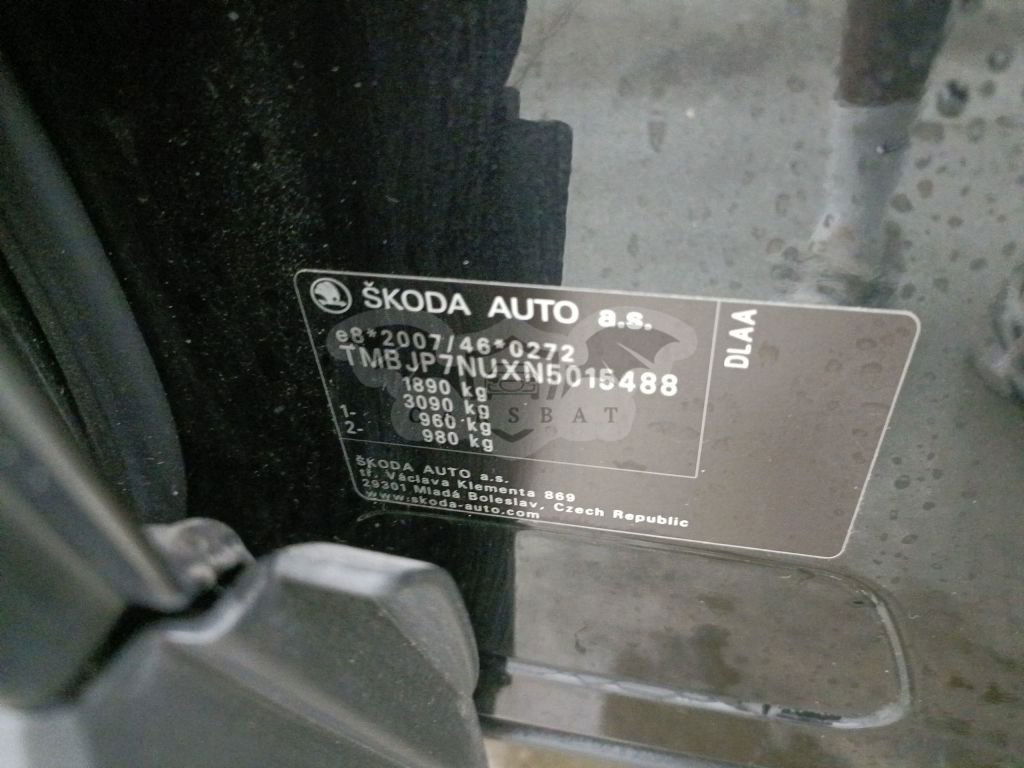 ŠKODA AUTO a.s.
e8*2007/46*0272
TMBJP7NUXN5015488
1890 kg
3090 kg
1- 960 kg
2- 980 kg
ŠKODA AUTO a.s.
tř. Václava Klementa 869
29301 Mladá Boleslav, Czech Republic
www.skoda-auto.com
DLAA